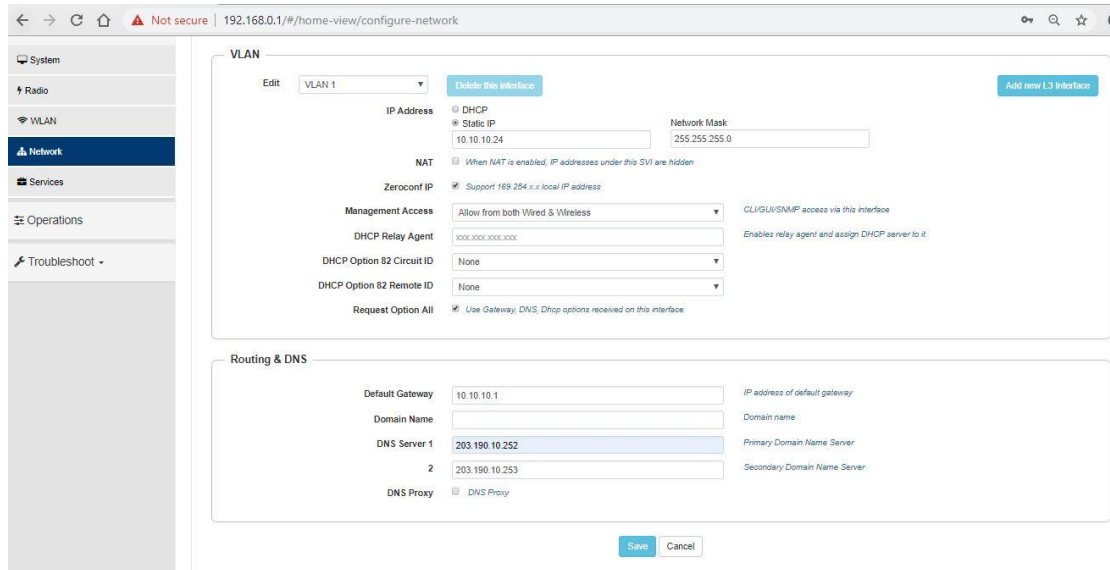 Not secure | 192.168.0.1/#/home-view/configure-network
System
Radio
WLAN
Network
Services
Operations
Troubleshoot
VLAN
Edit VLAN 1 Delete this interface Add new L3 Interface
IP Address DHCP
Static IP Network Mask
10.10.10.24 255.255.255.0
NAT When NAT is enabled, IP addresses under this SVI are hidden
Zeroconf IP Support 169.254.x.x local IP address
Management Access Allow from both Wired & Wireless CLI/GUI/SNMP access via this interface
DHCP Relay Agent xxx.xxx.xxx.xxx Enables relay agent and assign DHCP server to it
DHCP Option 82 Circuit ID None
DHCP Option 82 Remote ID None
Request Option All Use Gateway, DNS, Dhcp options received on this interface
Routing & DNS
Default Gateway 10.10.10.1 IP address of default gateway
Domain Name Domain name
DNS Server 1 203.190.10.252 Primary Domain Name Server
2 203.190.10.253 Secondary Domain Name Server
DNS Proxy DNS Proxy
Save Cancel